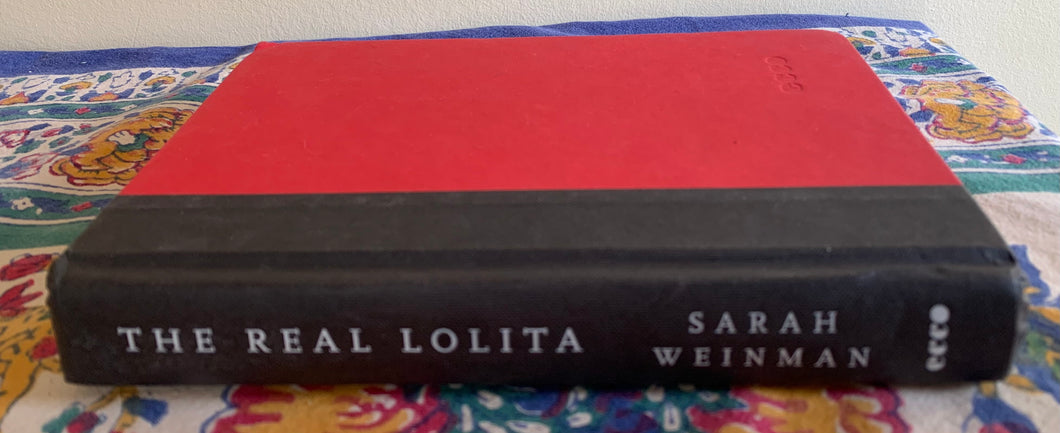 THE REAL LOLITA
SARAH
WEINMAN
ecco
ecco